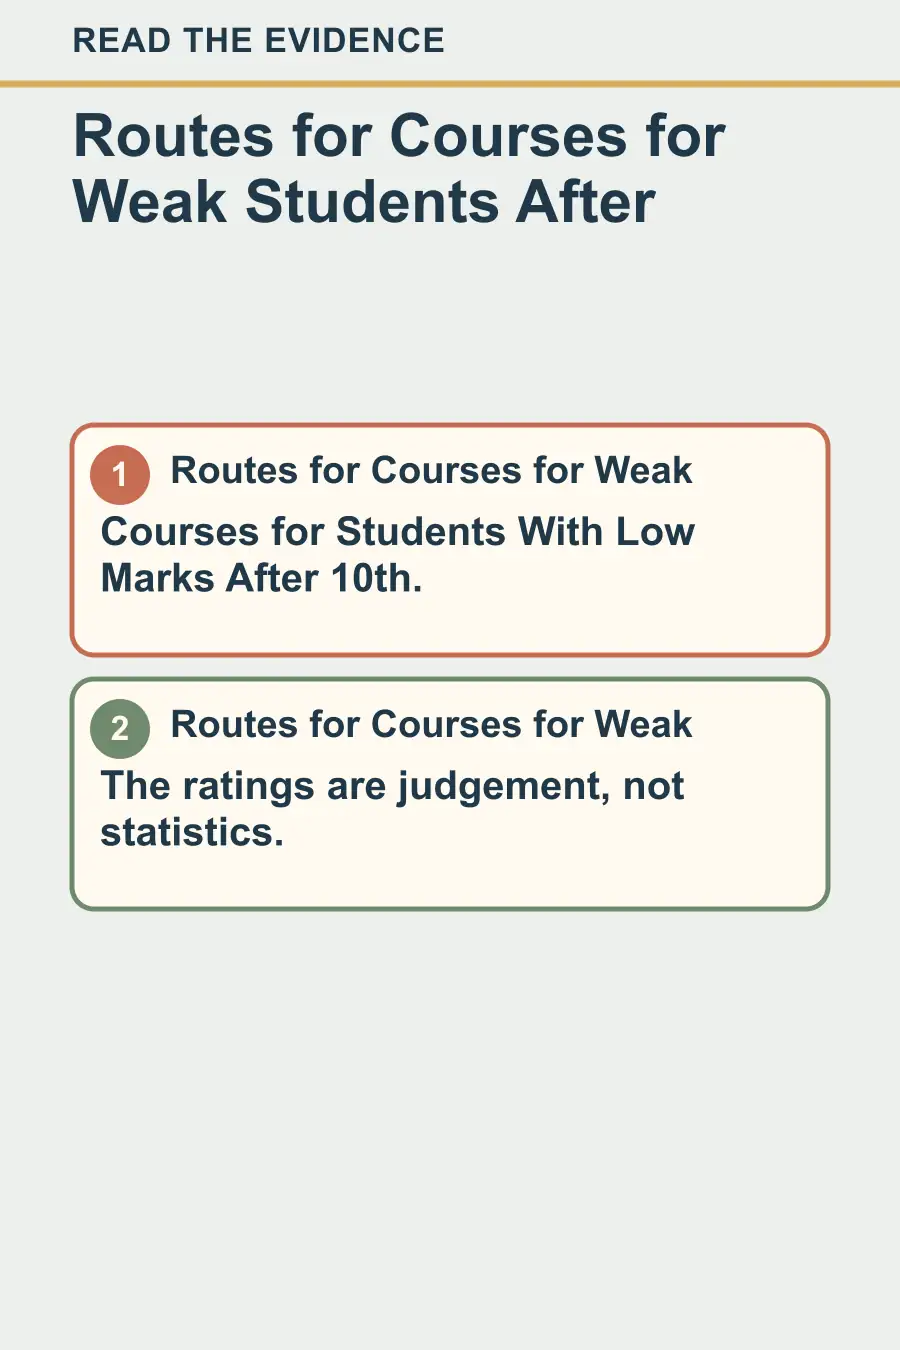 READ THE EVIDENCE
Routes for Courses for
Weak Students After
1 Routes for Courses for Weak
Courses for Students With Low
Marks After 10th.
2 Routes for Courses for Weak
The ratings are judgement, not
statistics.